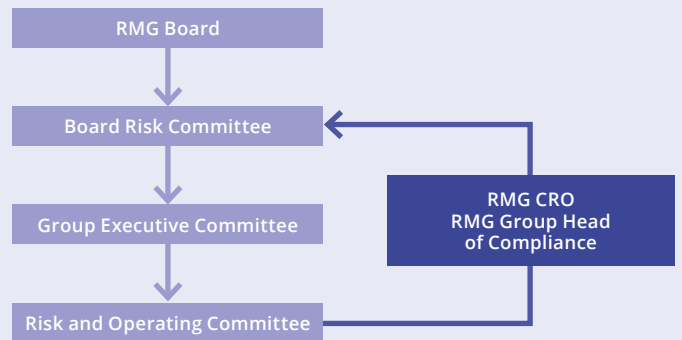 RMG Board
Board Risk Committee
Group Executive Committee
Risk and Operating Committee
RMG CRO
RMG Group Head
of Compliance